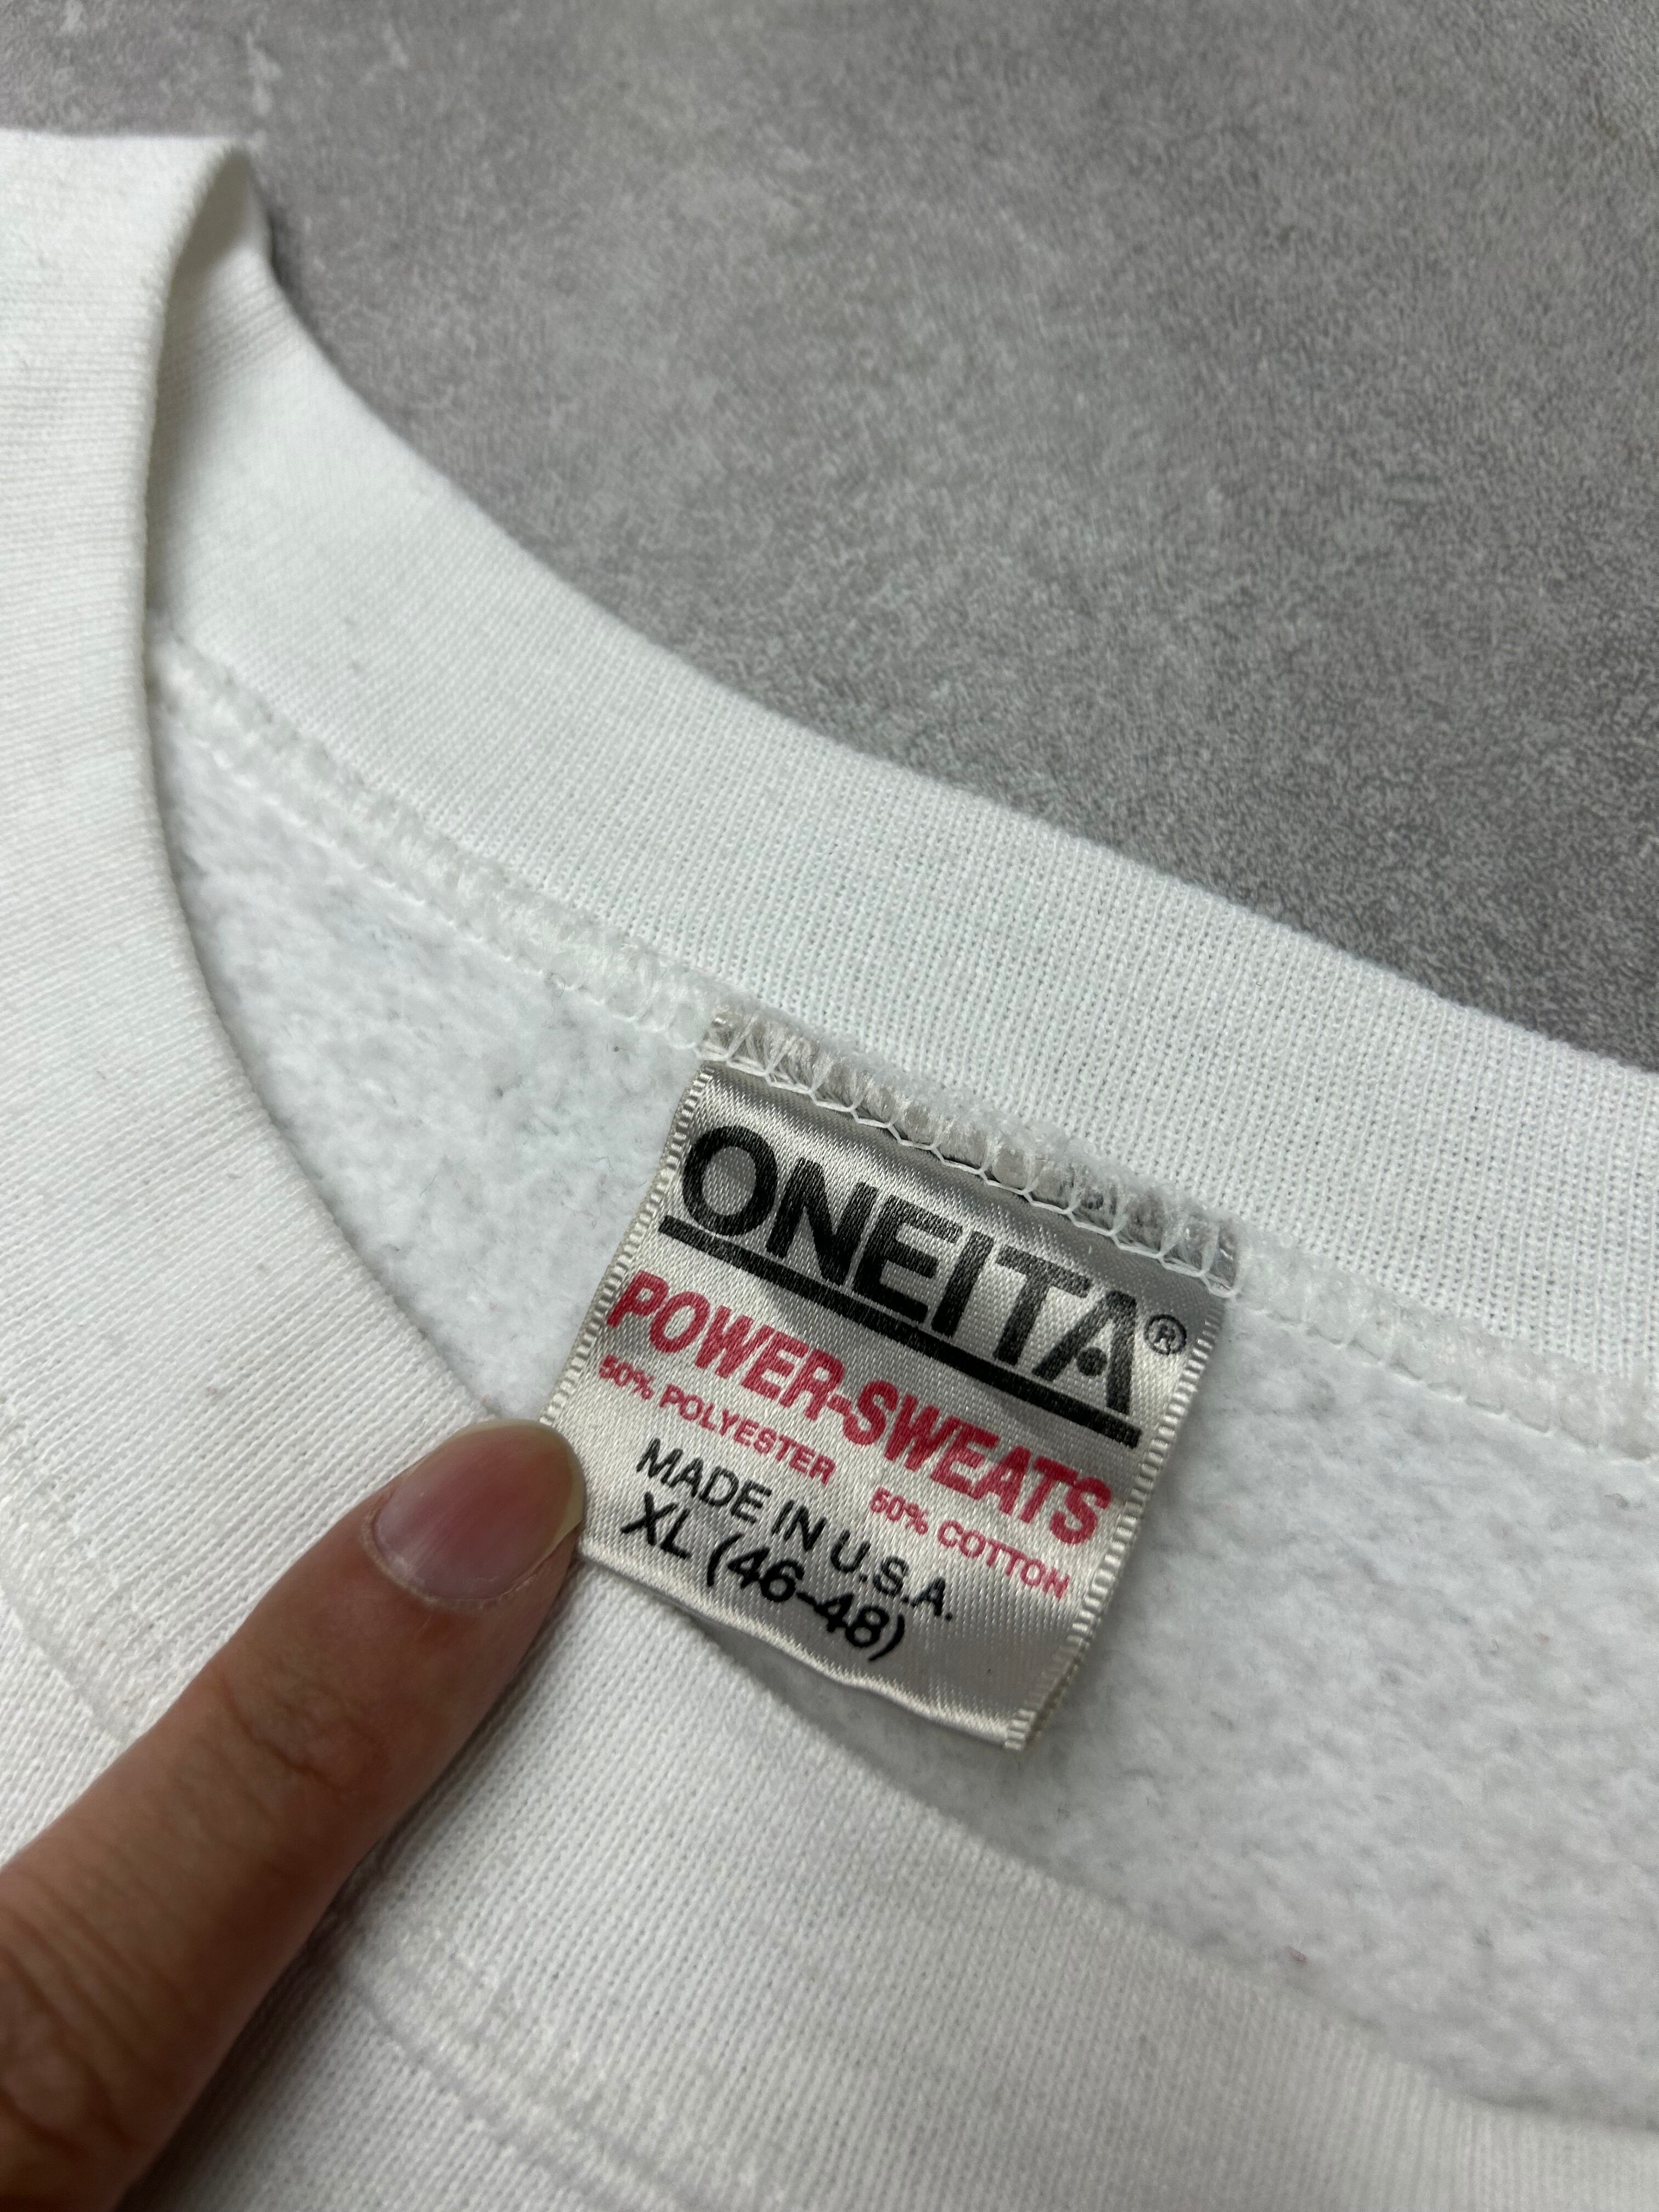 ONEITA®
POWER-SWEATS
50% POLYESTER 50% COTTON
MADE IN U.S.A.
XL (46-48)